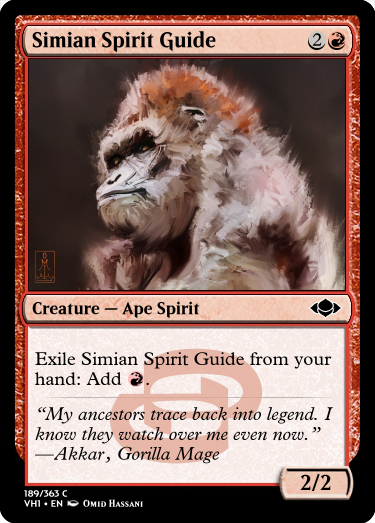 Simian Spirit Guide 2
Creature — Ape Spirit
Exile Simian Spirit Guide from your
hand: Add .
“My ancestors trace back into legend. I
know they watch over me even now.”
—Akkar, Gorilla Mage
2/2
189/363 C
VH1 • EN Omid Hassani